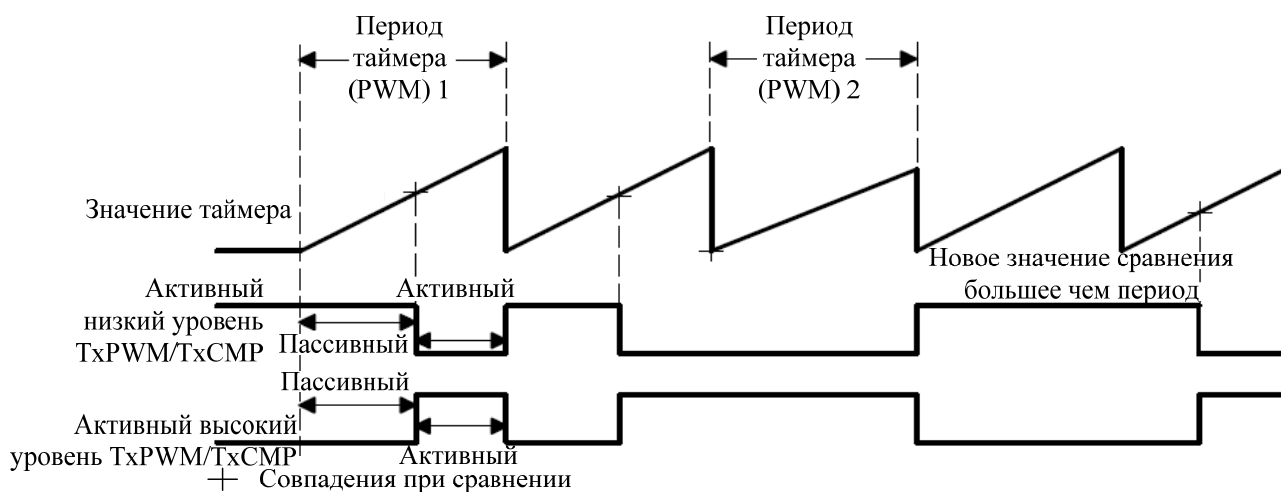 Период
таймера
(PWM) 1
Период
таймера
(PWM) 2
Значение таймера
Новое значение сравнения
большее чем период
Активный
низкий уровень
TxPWM/TxCMP
Активный
Пассивный
Пассивный
Активный высокий
уровень TxPWM/TxCMP
Активный
Совпадения при сравнении